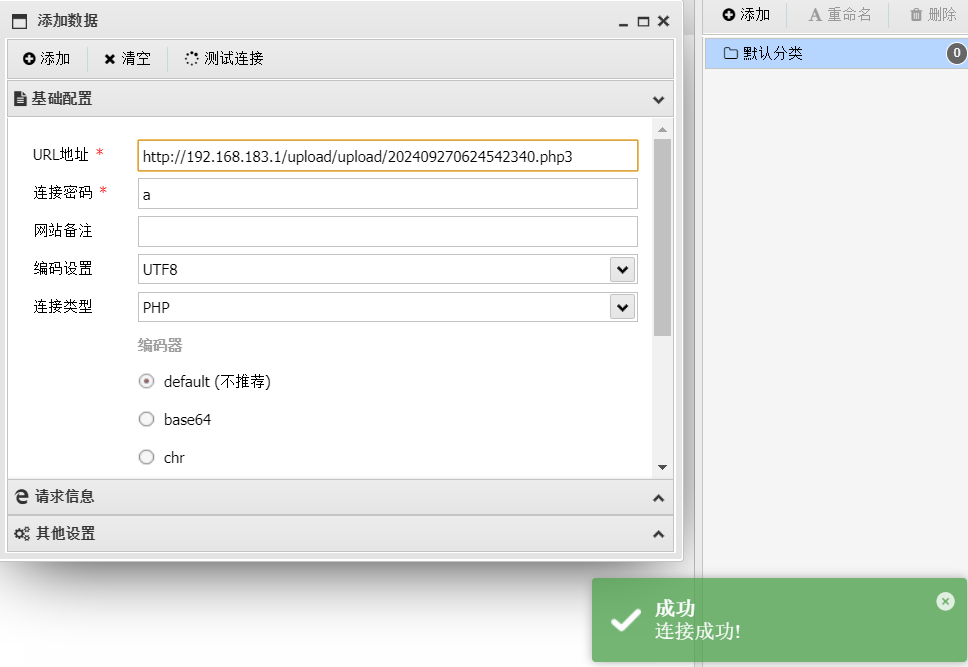 添加数据
添加 清空 测试连接
基础配置
URL地址 * http://192.168.183.1/upload/upload/202409270624542340.php3
连接密码 * a
网站备注
编码设置 UTF8
连接类型 PHP
编码器
default (不推荐)
base64
chr
请求信息
其他设置
添加 重命名 删除
默认分类 0
成功
连接成功!